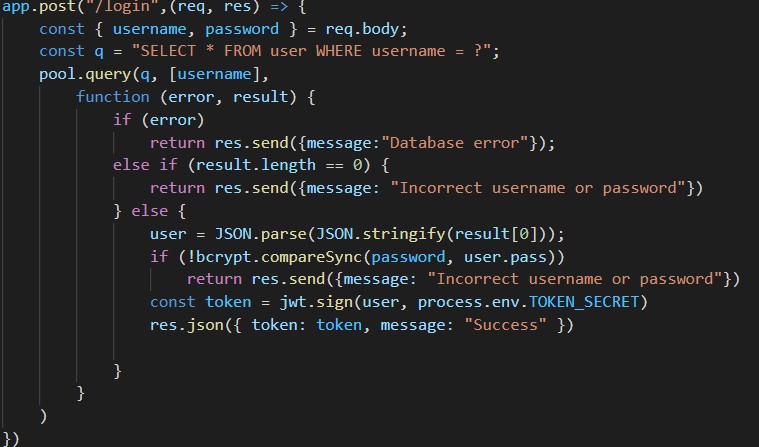 app.post("/login",(req, res) => {
    const { username, password } = req.body;
    const q = "SELECT * FROM user WHERE username = ?";
    pool.query(q, [username],
        function (error, result) {
            if (error)
                return res.send({message:"Database error"});
            else if (result.length == 0) {
                return res.send({message: "Incorrect username or password"})
            } else {
                user = JSON.parse(JSON.stringify(result[0]));
                if (!bcrypt.compareSync(password, user.pass))
                    return res.send({message: "Incorrect username or password"})
                const token = jwt.sign(user, process.env.TOKEN_SECRET)
                res.json({ token: token, message: "Success" })

            }
        }
    )
})